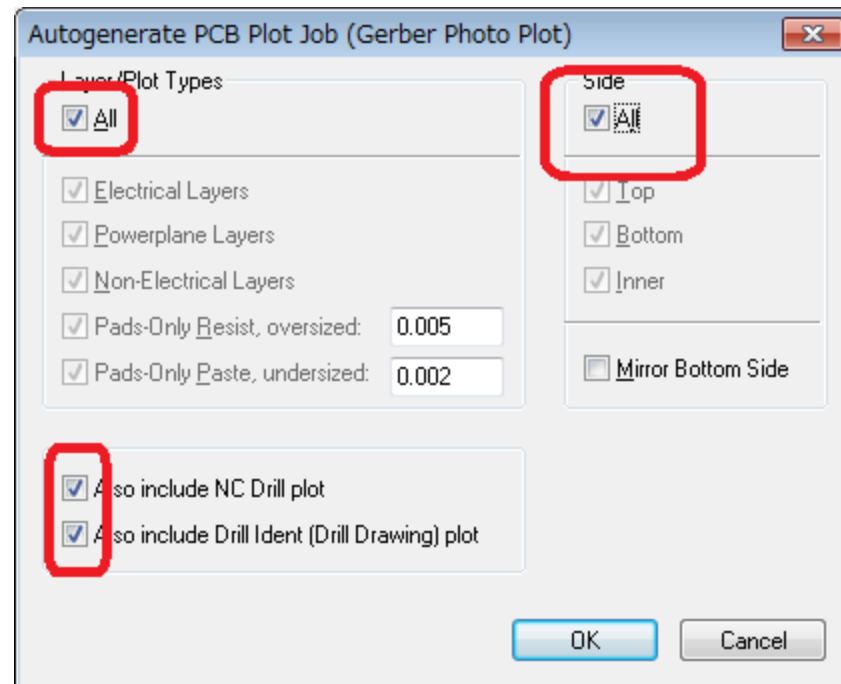 Autogenerate PCB Plot Job (Gerber Photo Plot)
Layer/Plot Types
All
Electrical Layers
Powerplane Layers
Non-Electrical Layers
Pads-Only Resist, oversized: 0.005
Pads-Only Paste, undersized: 0.002
Side
All
Top
Bottom
Inner
Mirror Bottom Side
Also include NC Drill plot
Also include Drill Ident (Drill Drawing) plot
OK
Cancel